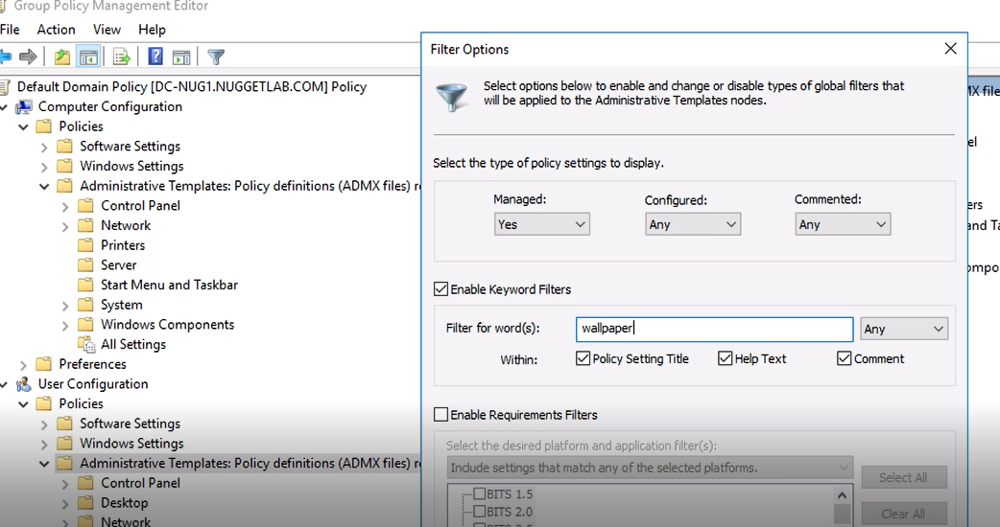 Group Policy Management Editor
File Action View Help
Default Domain Policy [DC-NUG1.NUGGETLAB.COM] Policy
Computer Configuration
Policies
Software Settings
Windows Settings
Administrative Templates: Policy definitions (ADMX files) r
Control Panel
Network
Printers
Server
Start Menu and Taskbar
System
Windows Components
All Settings
Preferences
User Configuration
Policies
Software Settings
Windows Settings
Administrative Templates: Policy definitions (ADMX files) r
Control Panel
Desktop
Network
Filter Options
Select options below to enable and change or disable types of global filters that
will be applied to the Administrative Templates nodes.
Select the type of policy settings to display.
Managed: Configured: Commented:
Yes Any Any
Enable Keyword Filters
Filter for word(s): wallpaper Any
Within: Policy Setting Title Help Text Comment
Enable Requirements Filters
Select the desired platform and application filter(s):
Include settings that match any of the selected platforms.
Select All
BITS 1.5
BITS 2.0
Clear All
MX file
el
ers
and Ta
ompo